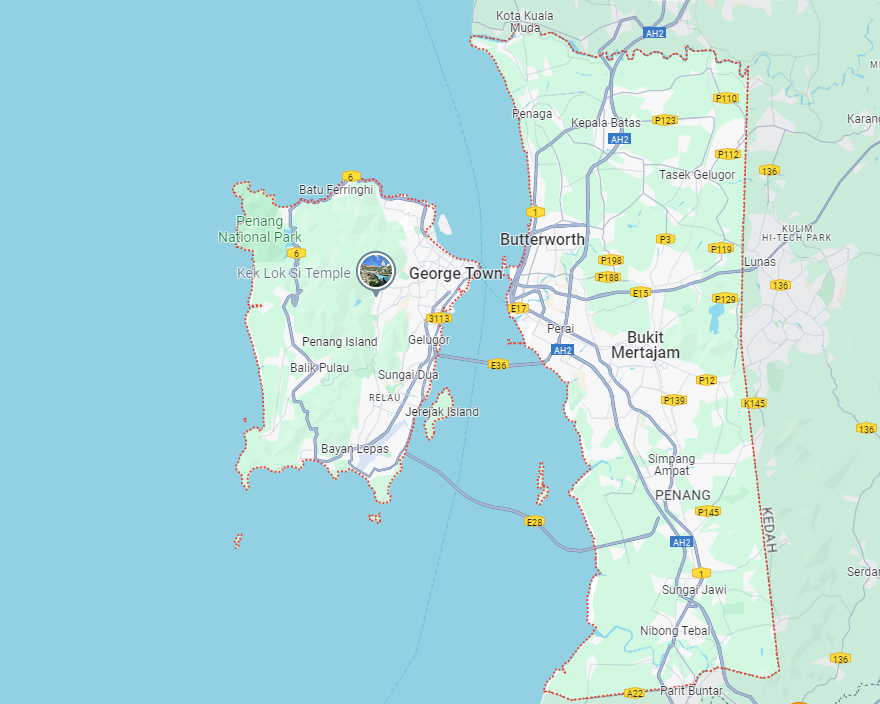 Kota Kuala
Muda
AH2
MI
P110
Penaga
Kepala Batas
P123
Karang
AH2
P112
136
Tasek Gelugor
6
Batu Ferringhi
1
Penang
National Park
KULIM
HI-TECH PARK
Butterworth
P3
P119
6
P198
Lunas
Kek Lok Si Temple
George Town
P188
136
E15
P129
E17
3113
Perai
Penang Island
Gelugor
Bukit
Mertajam
AH2
E36
Balik Pulau
Sungai Dua
P12
RELAU
P139
K145
Jerejak Island
136
Bayan Lepas
Simpang
Ampat
PENANG
P145
E28
KEDAH
AH2
1
Serdan
Sungai Jawi
Nibong Tebal
136
A22
Parit Buntar